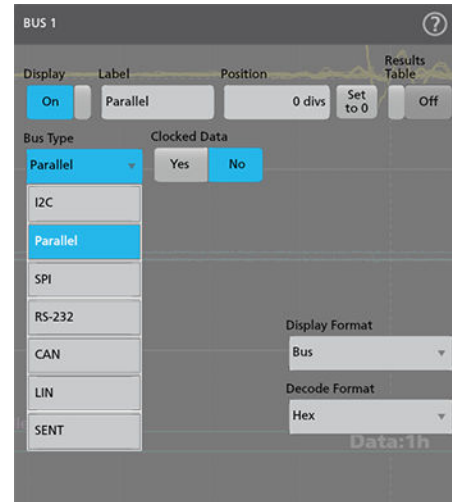 BUS 1
?
Display
Label
Position
Results
Table
On
Parallel
0 divs
Set
to 0
Off
Bus Type
Clocked Data
Parallel
Yes
No
I2C
Parallel
SPI
RS-232
CAN
LIN
SENT
Display Format
Bus
Decode Format
Hex
Data:1h